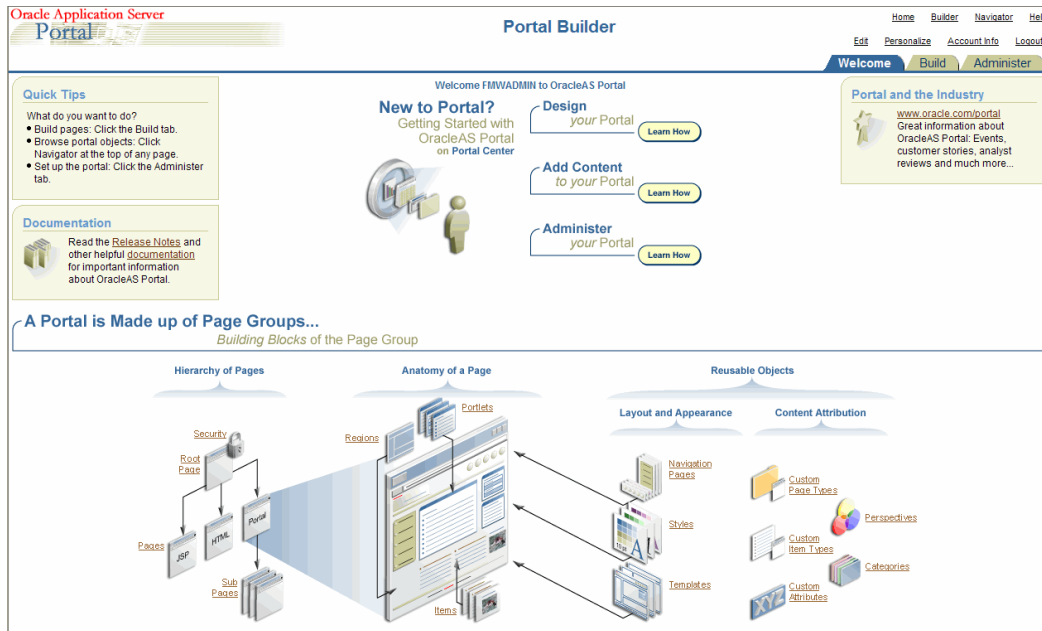 Oracle Application Server
Portal
Portal Builder
Home Builder Navigator Hel
Edit Personalize Account Info Logout
Welcome Build Administer
Quick Tips
What do you want to do?
Build pages: Click the Build tab.
Browse portal objects: Click
Navigator at the top of any page.
Set up the portal: Click the Administer
tab.
Documentation
Read the Release Notes and
other helpful documentation
for important information
about OracleAS Portal.
Welcome FMWADMIN to OracleAS Portal
New to Portal?
Getting Started with
OracleAS Portal
on Portal Center
Design
your Portal
Learn How
Add Content
to your Portal
Learn How
Administer
your Portal
Learn How
Portal and the Industry
www.oracle.com/portal
Great information about
OracleAS Portal: Events,
customer stories, analyst
reviews and much more...
A Portal is Made up of Page Groups...
Building Blocks of the Page Group
Hierarchy of Pages
Security
Root
Page
Pages
JSP
HTML
Portal
Sub
Pages
Anatomy of a Page
Portlets
Regions
Items
Reusable Objects
Layout and Appearance
Navigation
Pages
Styles
A
Templates
Content Attribution
Custom
Page Types
Perspectives
Custom
Item Types
Categories
Custom
Attributes
XYZ